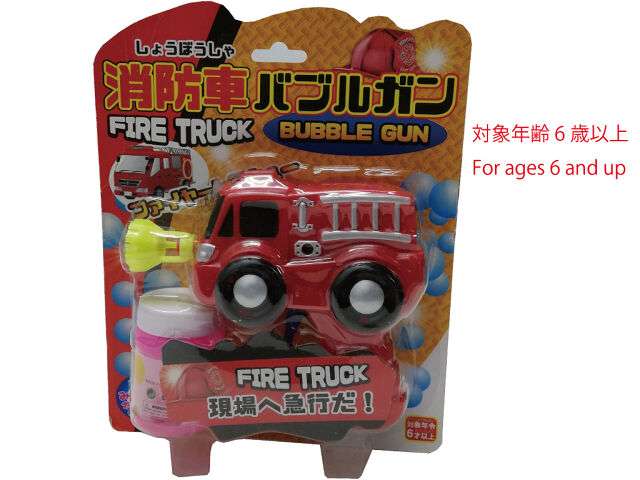 しょうぼうしゃ
消防車バブルガン
FIRE TRUCK
BUBBLE GUN
対象年齢6歳以上
For ages 6 and up
ファイヤー
FIRE TRUCK
現場へ急行だ!
対象年令
6才以上